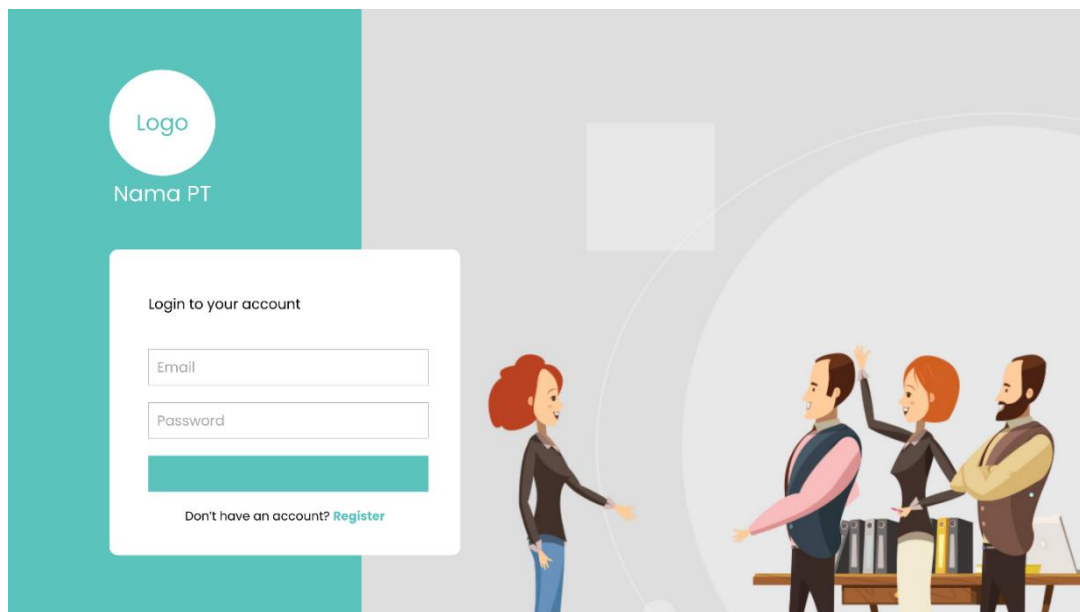 Logo
Nama PT
Login to your account
Email
Password
Don't have an account? Register